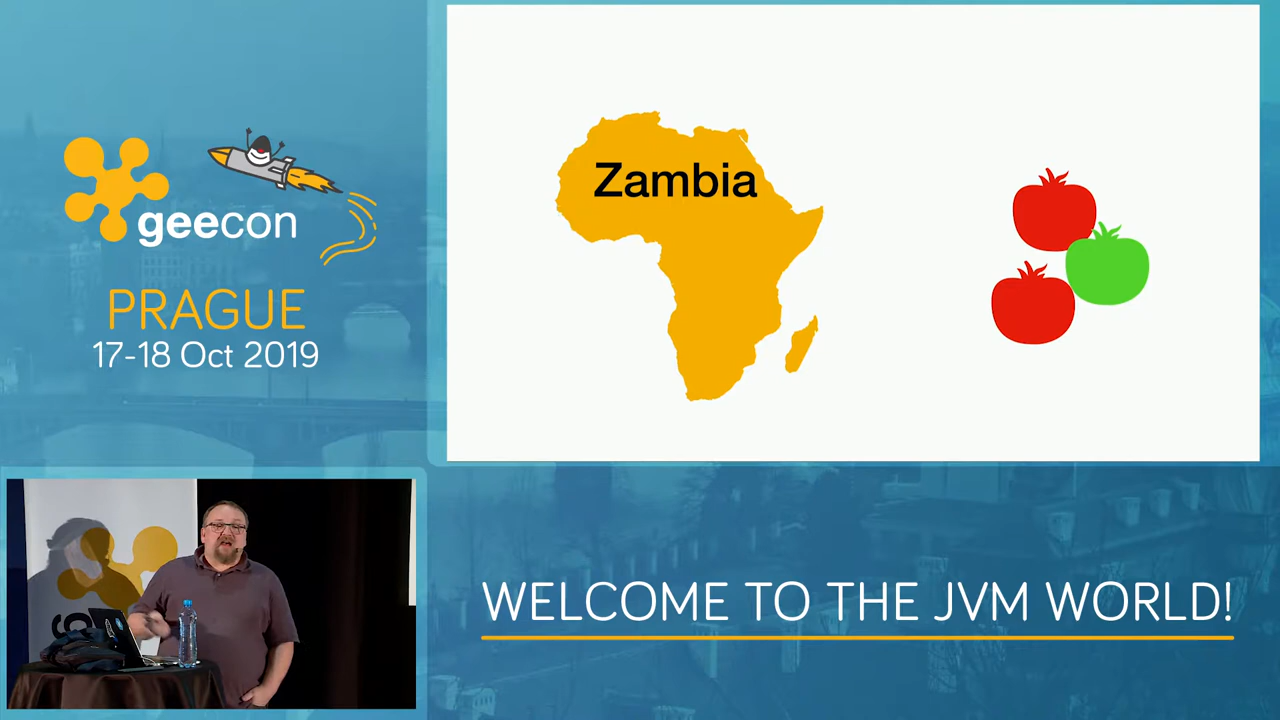 geecon
PRAGUE
17-18 Oct 2019
Zambia
WELCOME TO THE JVM WORLD!